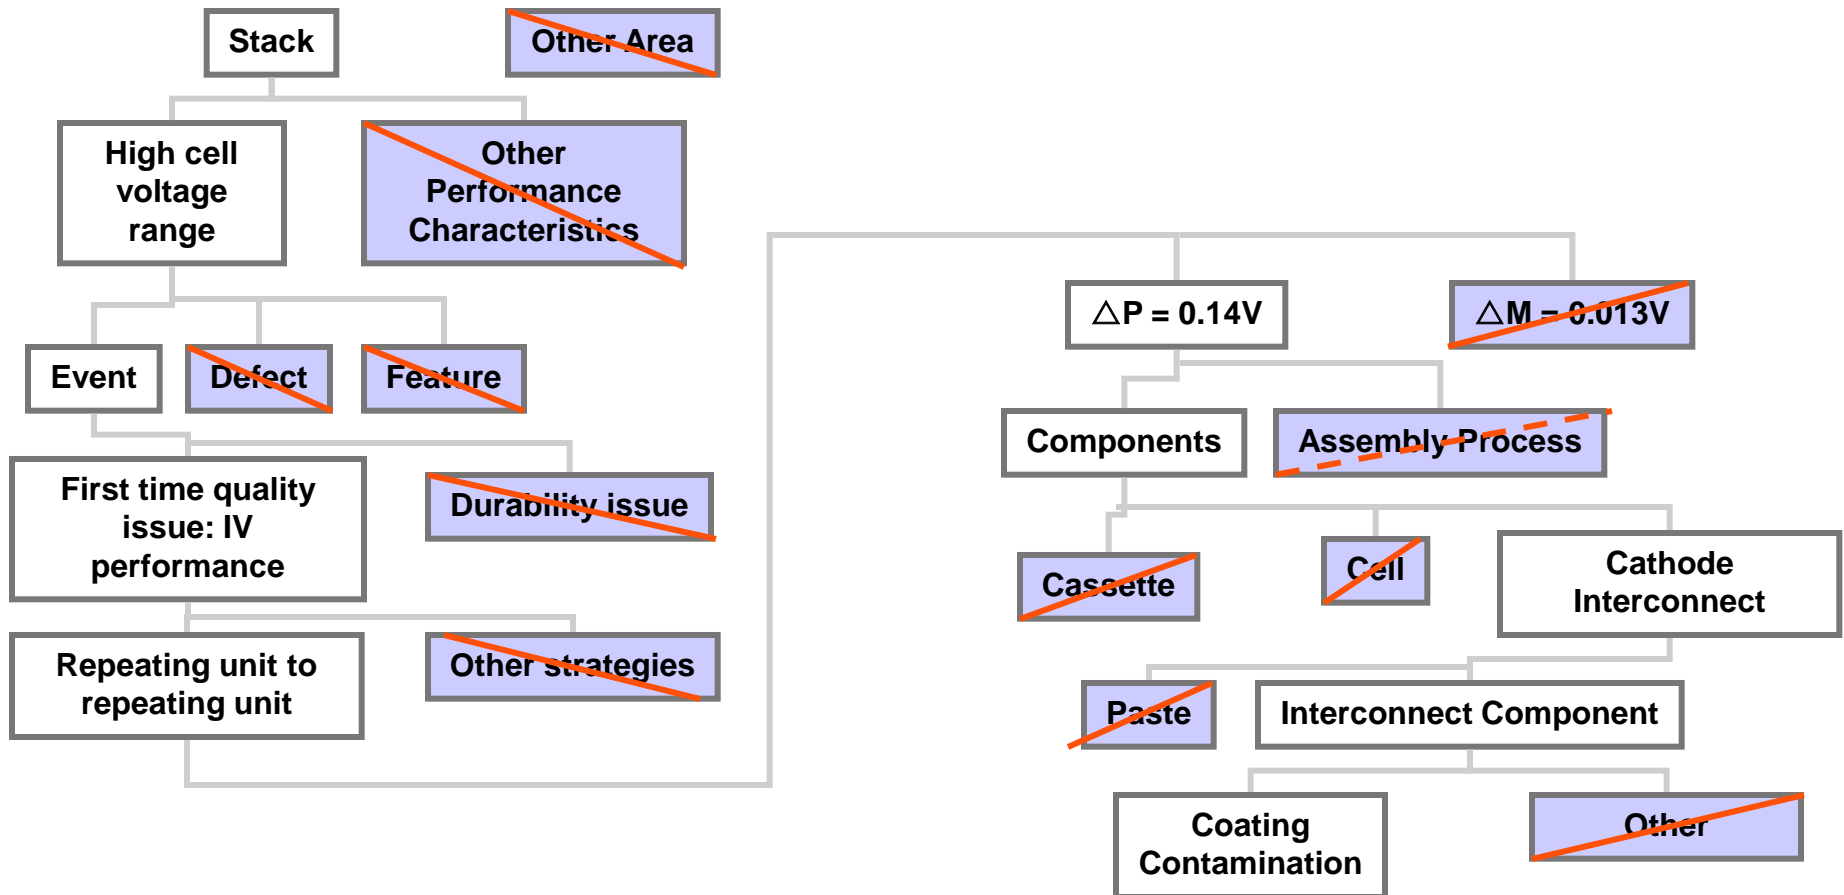 Stack
Other Area
High cell
voltage
range
Other
Performance
Characteristics
Event
Defect
Feature
First time quality
issue: IV
performance
Durability issue
Repeating unit to
repeating unit
Other strategies
△P = 0.14V
△M = 0.013V
Components
Assembly Process
Cassette
Cell
Cathode
Interconnect
Paste
Interconnect Component
Coating
Contamination
Other